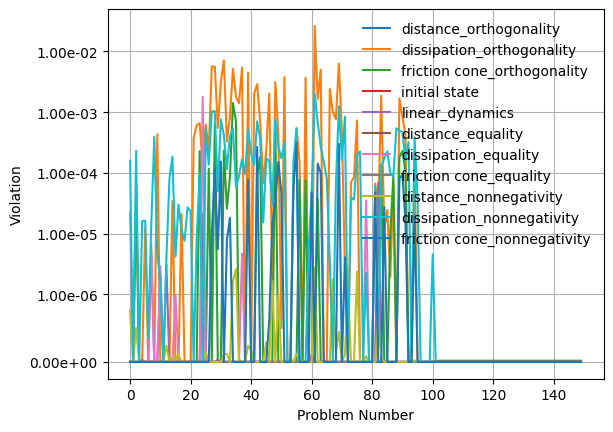 distance_orthogonality
dissipation_orthogonality
friction cone_orthogonality
initial state
linear_dynamics
distance_equality
dissipation_equality
friction cone_equality
distance_nonnegativity
dissipation_nonnegativity
friction cone_nonnegativity
1.00e-02
1.00e-03
1.00e-04
1.00e-05
1.00e-06
0.00e+00
Violation
0 20 40 60 80 100 120 140
Problem Number